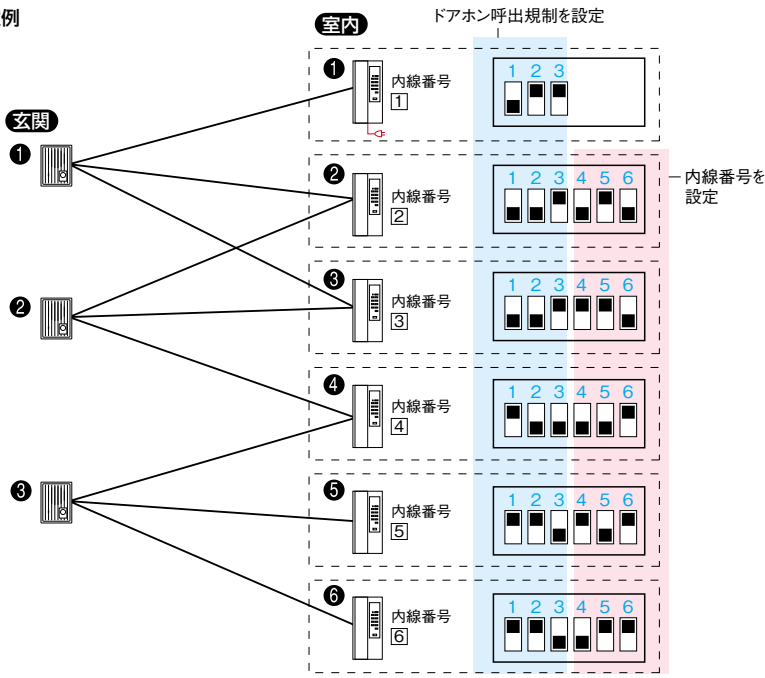 例
ドアホン呼出規制を設定
室内
❶
内線番号
1
1 2 3
玄関
❶
❷
内線番号
2
1 2 3 4 5 6
内線番号を
設定
❷
❸
内線番号
3
1 2 3 4 5 6
❹
内線番号
4
1 2 3 4 5 6
❸
❺
内線番号
5
1 2 3 4 5 6
❻
内線番号
6
1 2 3 4 5 6